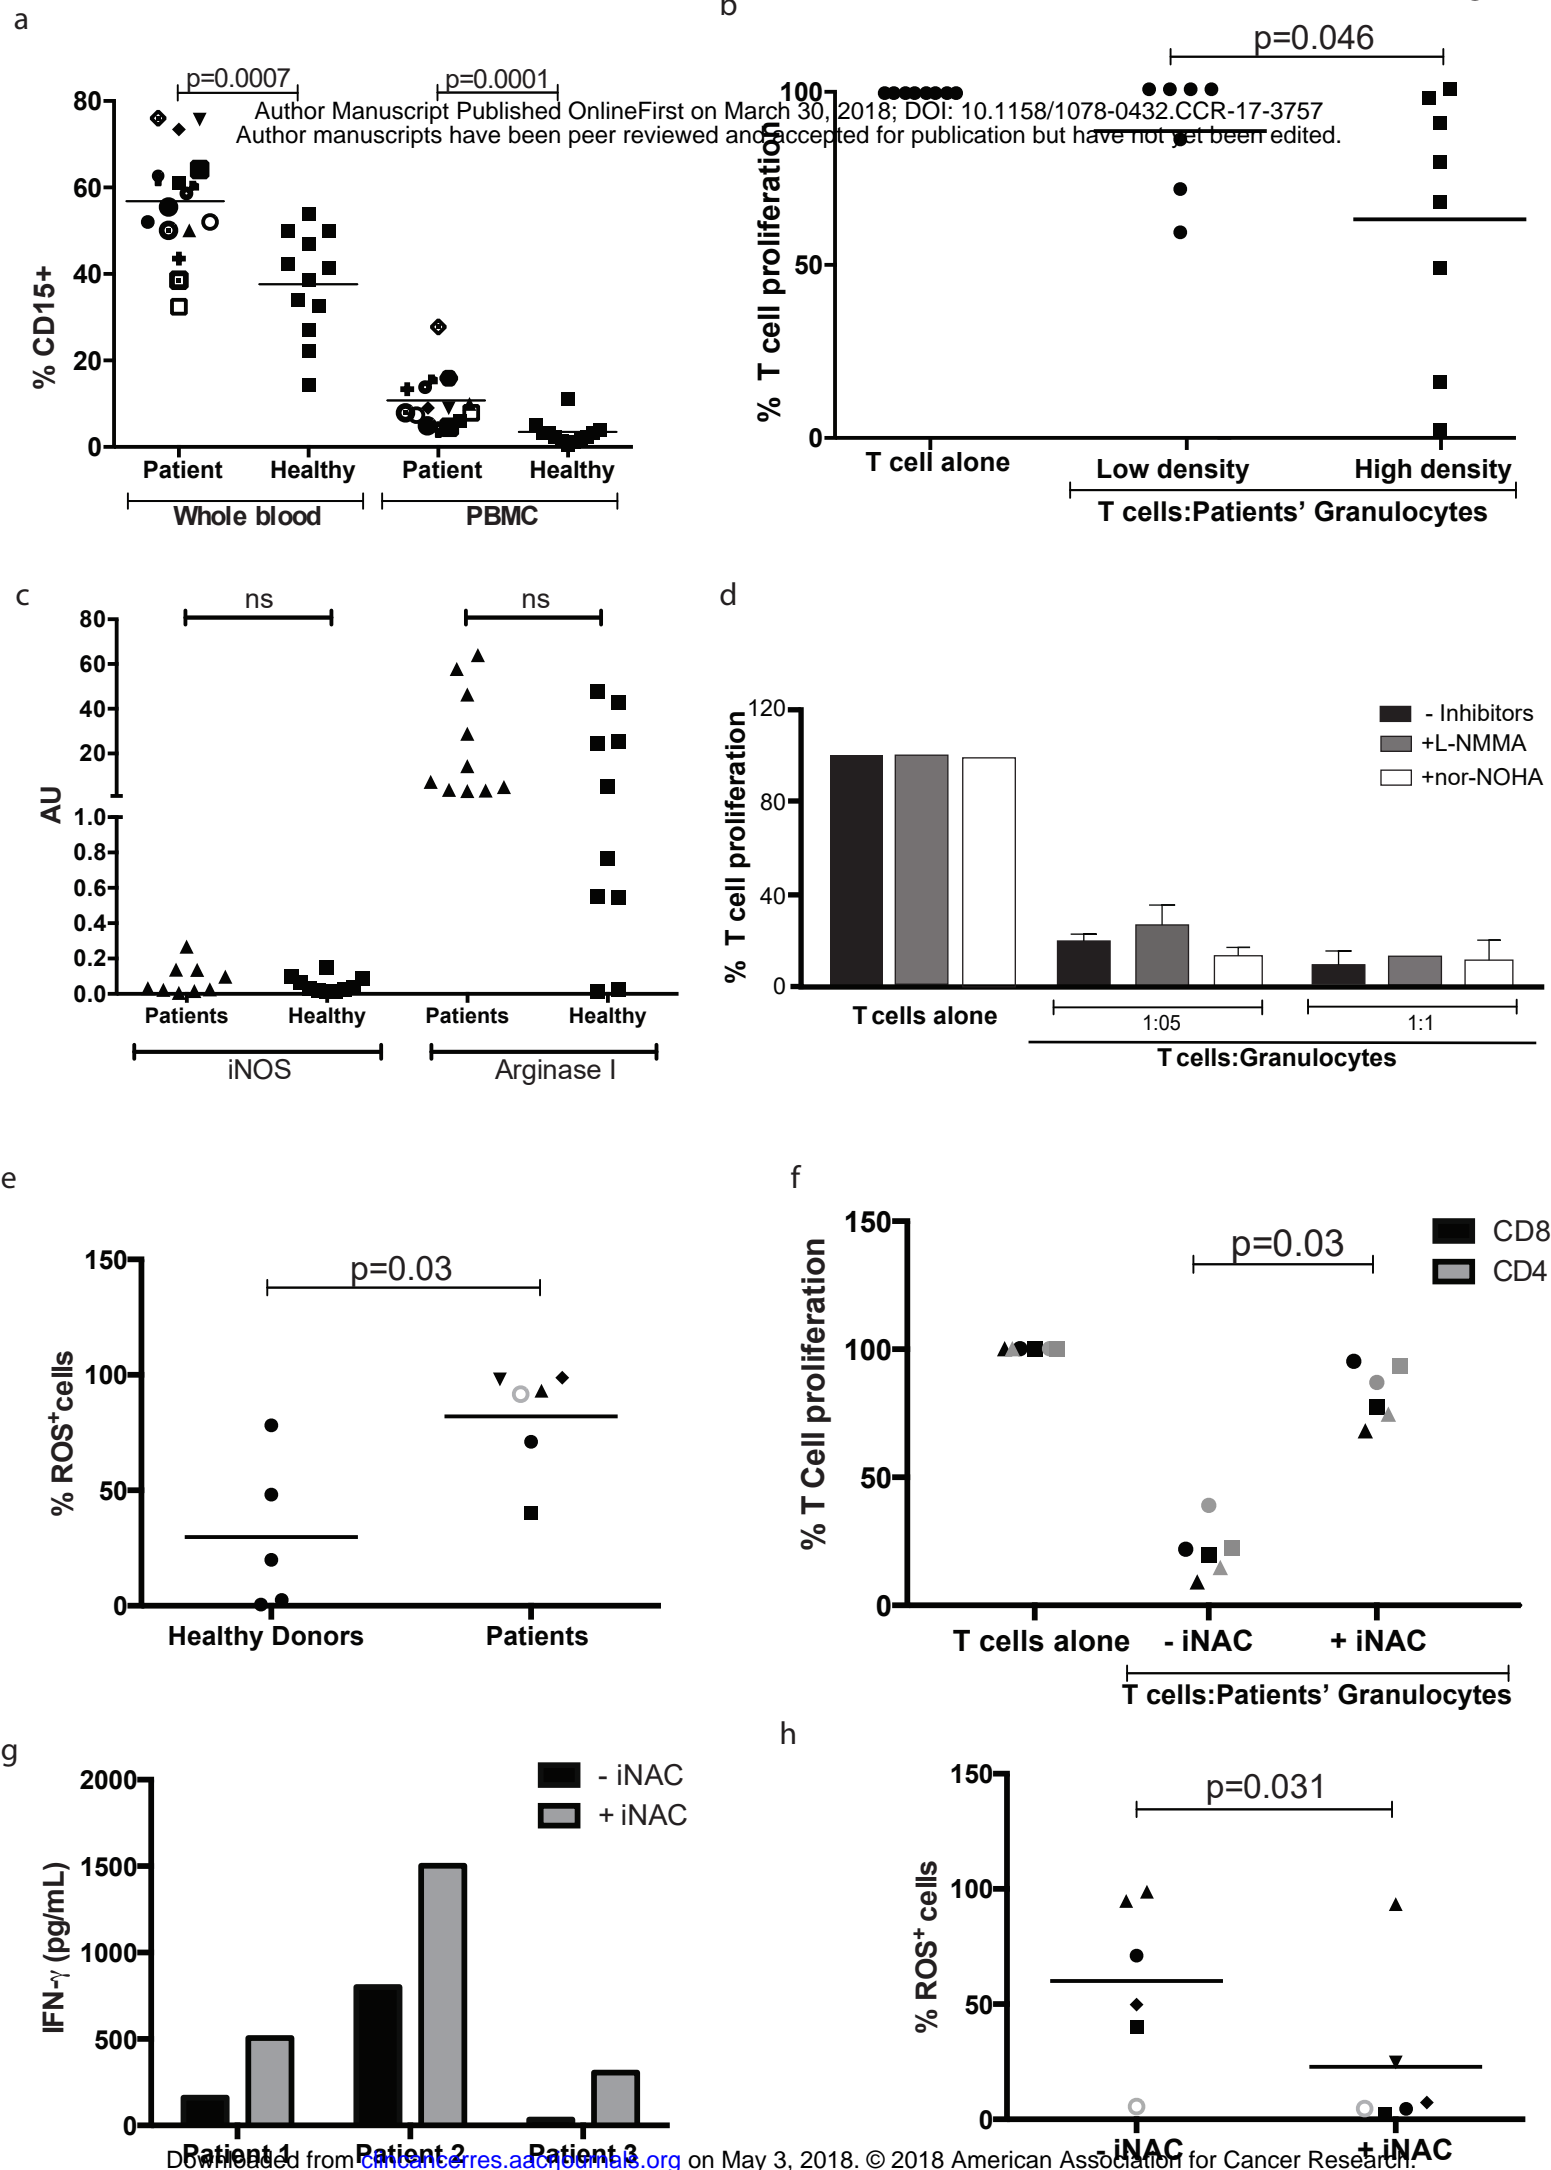 a
p=0.0007
p=0.0001
80
60
40
20
0
% CD15+
Patient
Healthy
Patient
Healthy
Whole blood
PBMC
b
p=0.046
100
50
0
% T cell proliferation
T cell alone
Low density
High density
T cells:Patients' Granulocytes
Author Manuscript Published OnlineFirst on March 30, 2018; DOI: 10.1158/1078-0432.CCR-17-3757
Author manuscripts have been peer reviewed and accepted for publication but have not yet been edited.
c
ns
ns
80
60
40
20
1.0
0.8
0.6
0.4
0.2
0.0
AU
Patients
Healthy
Patients
Healthy
iNOS
Arginase I
d
120
80
40
0
% T cell proliferation
- Inhibitors
+L-NMMA
+nor-NOHA
T cells alone
1:05
1:1
T cells:Granulocytes
e
p=0.03
150
100
50
0
% ROS+cells
Healthy Donors
Patients
f
150
100
50
0
% T Cell proliferation
p=0.03
CD8
CD4
T cells alone
- iNAC
+ iNAC
T cells:Patients' Granulocytes
g
2000
1500
1000
500
0
IFN-γ (pg/mL)
- iNAC
+ iNAC
Patient 1
Patient 2
Patient 3
h
p=0.031
150
100
50
0
% ROS+ cells
- iNAC
+ iNAC
Downloaded from clincancerres.aacrjournals.org on May 3, 2018. © 2018 American Association for Cancer Research.